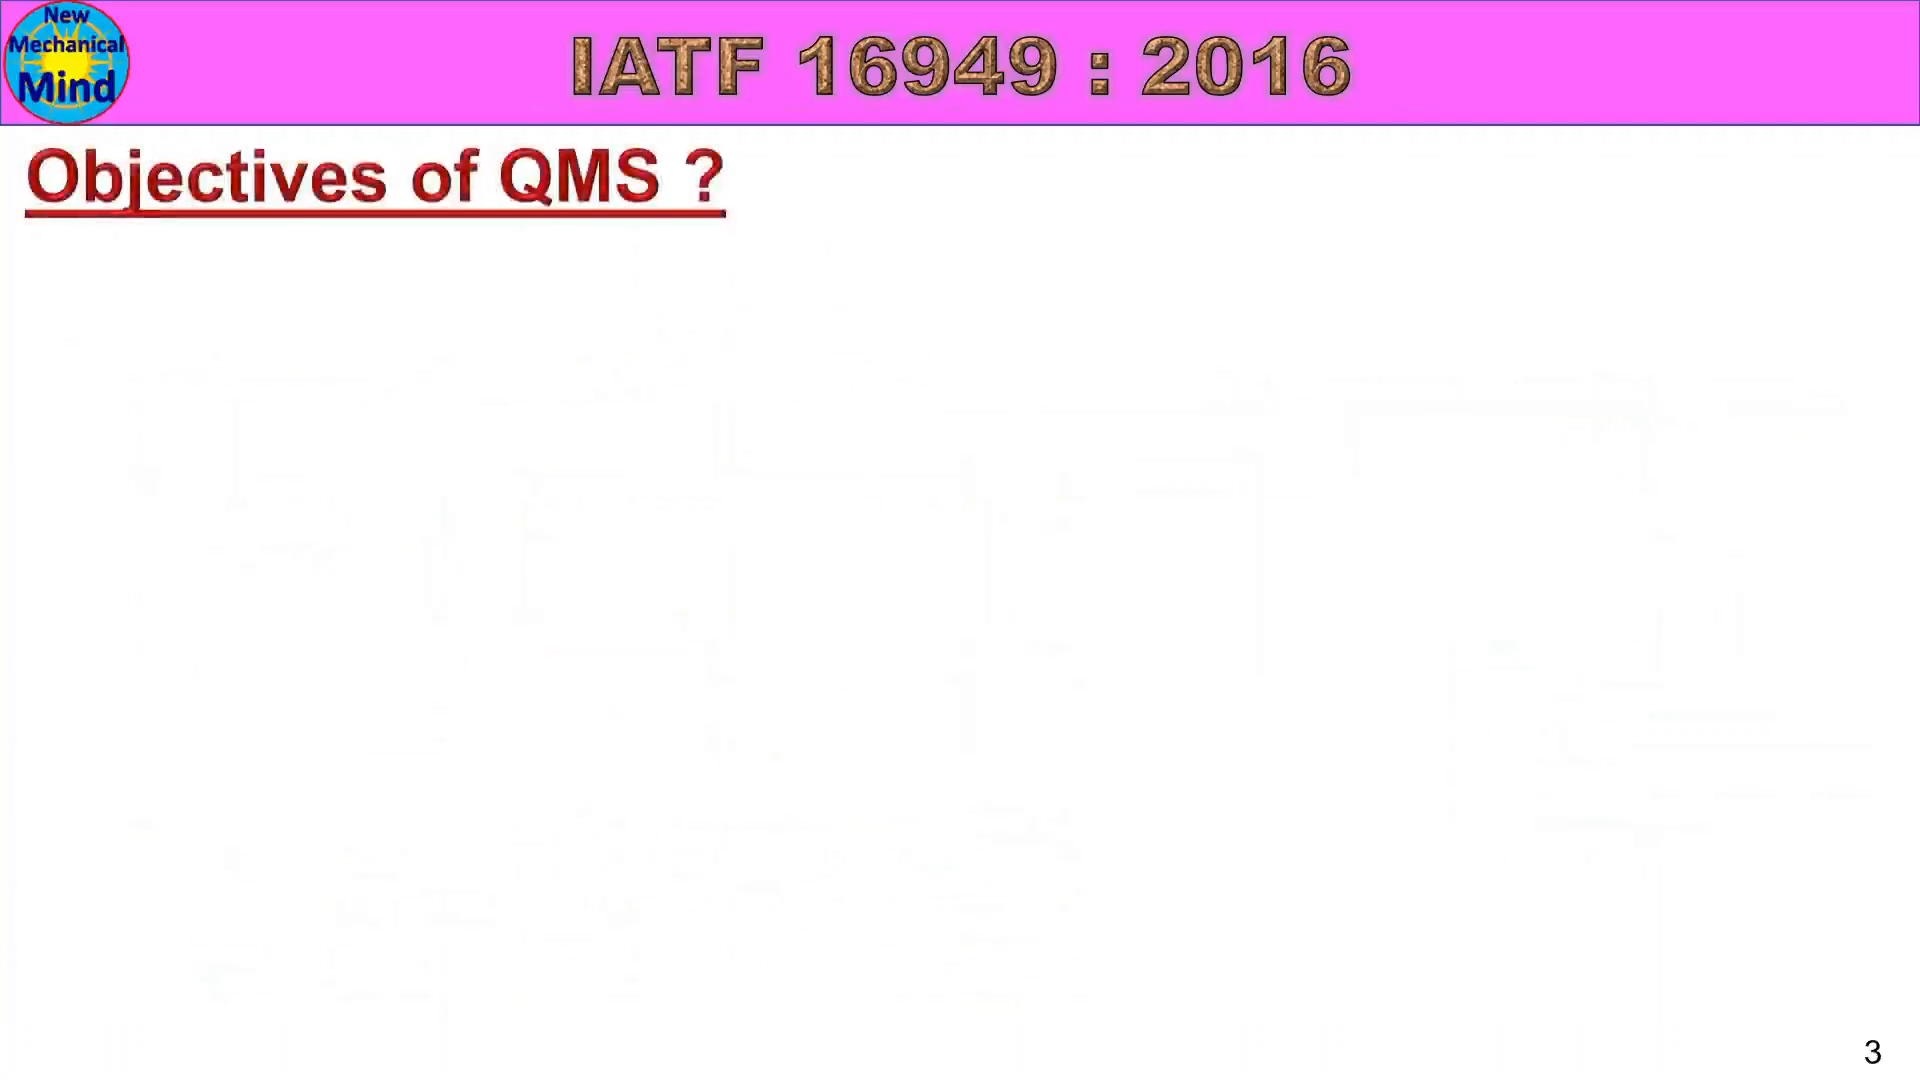 New
Mechanical
Mind
IATF 16949 : 2016
Objectives of QMS ?
3